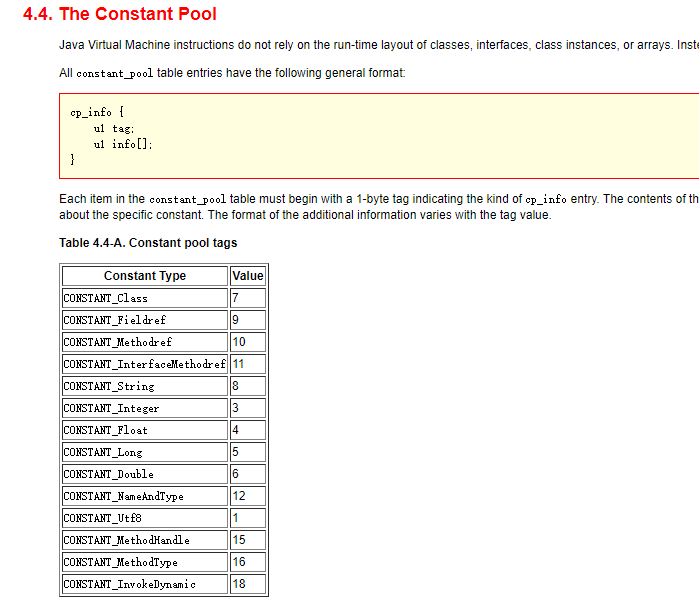 4.4. The Constant Pool
Java Virtual Machine instructions do not rely on the run-time layout of classes, interfaces, class instances, or arrays.
All constant_pool table entries have the following general format:
cp_info {
u1 tag;
u1 info[];
}
Each item in the constant_pool table must begin with a 1-byte tag indicating the kind of cp_info entry. The contents of
about the specific constant. The format of the additional information varies with the tag value.
Table 4.4-A. Constant pool tags
Constant Type Value
CONSTANT_Class 7
CONSTANT_Fieldref 9
CONSTANT_Methodref 10
CONSTANT_InterfaceMethodref 11
CONSTANT_String 8
CONSTANT_Integer 3
CONSTANT_Float 4
CONSTANT_Long 5
CONSTANT_Double 6
CONSTANT_NameAndType 12
CONSTANT_Utf8 1
CONSTANT_MethodHandle 15
CONSTANT_MethodType 16
CONSTANT_InvokeDynamic 18